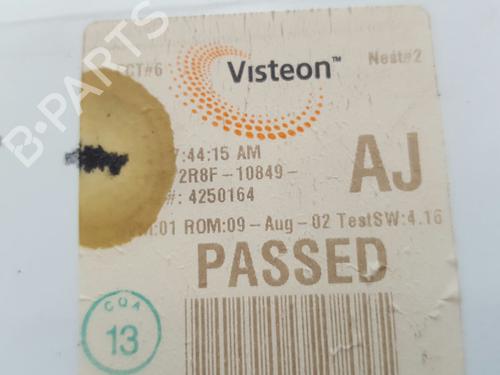 B-PARTS
CT#6 Visteon™ Nest#2
7:44:15 AM
2R8F-10849- AJ
#: 4250164
:01 ROM:09-Aug-02 TestSW:4.16
PASSED
CQA
13